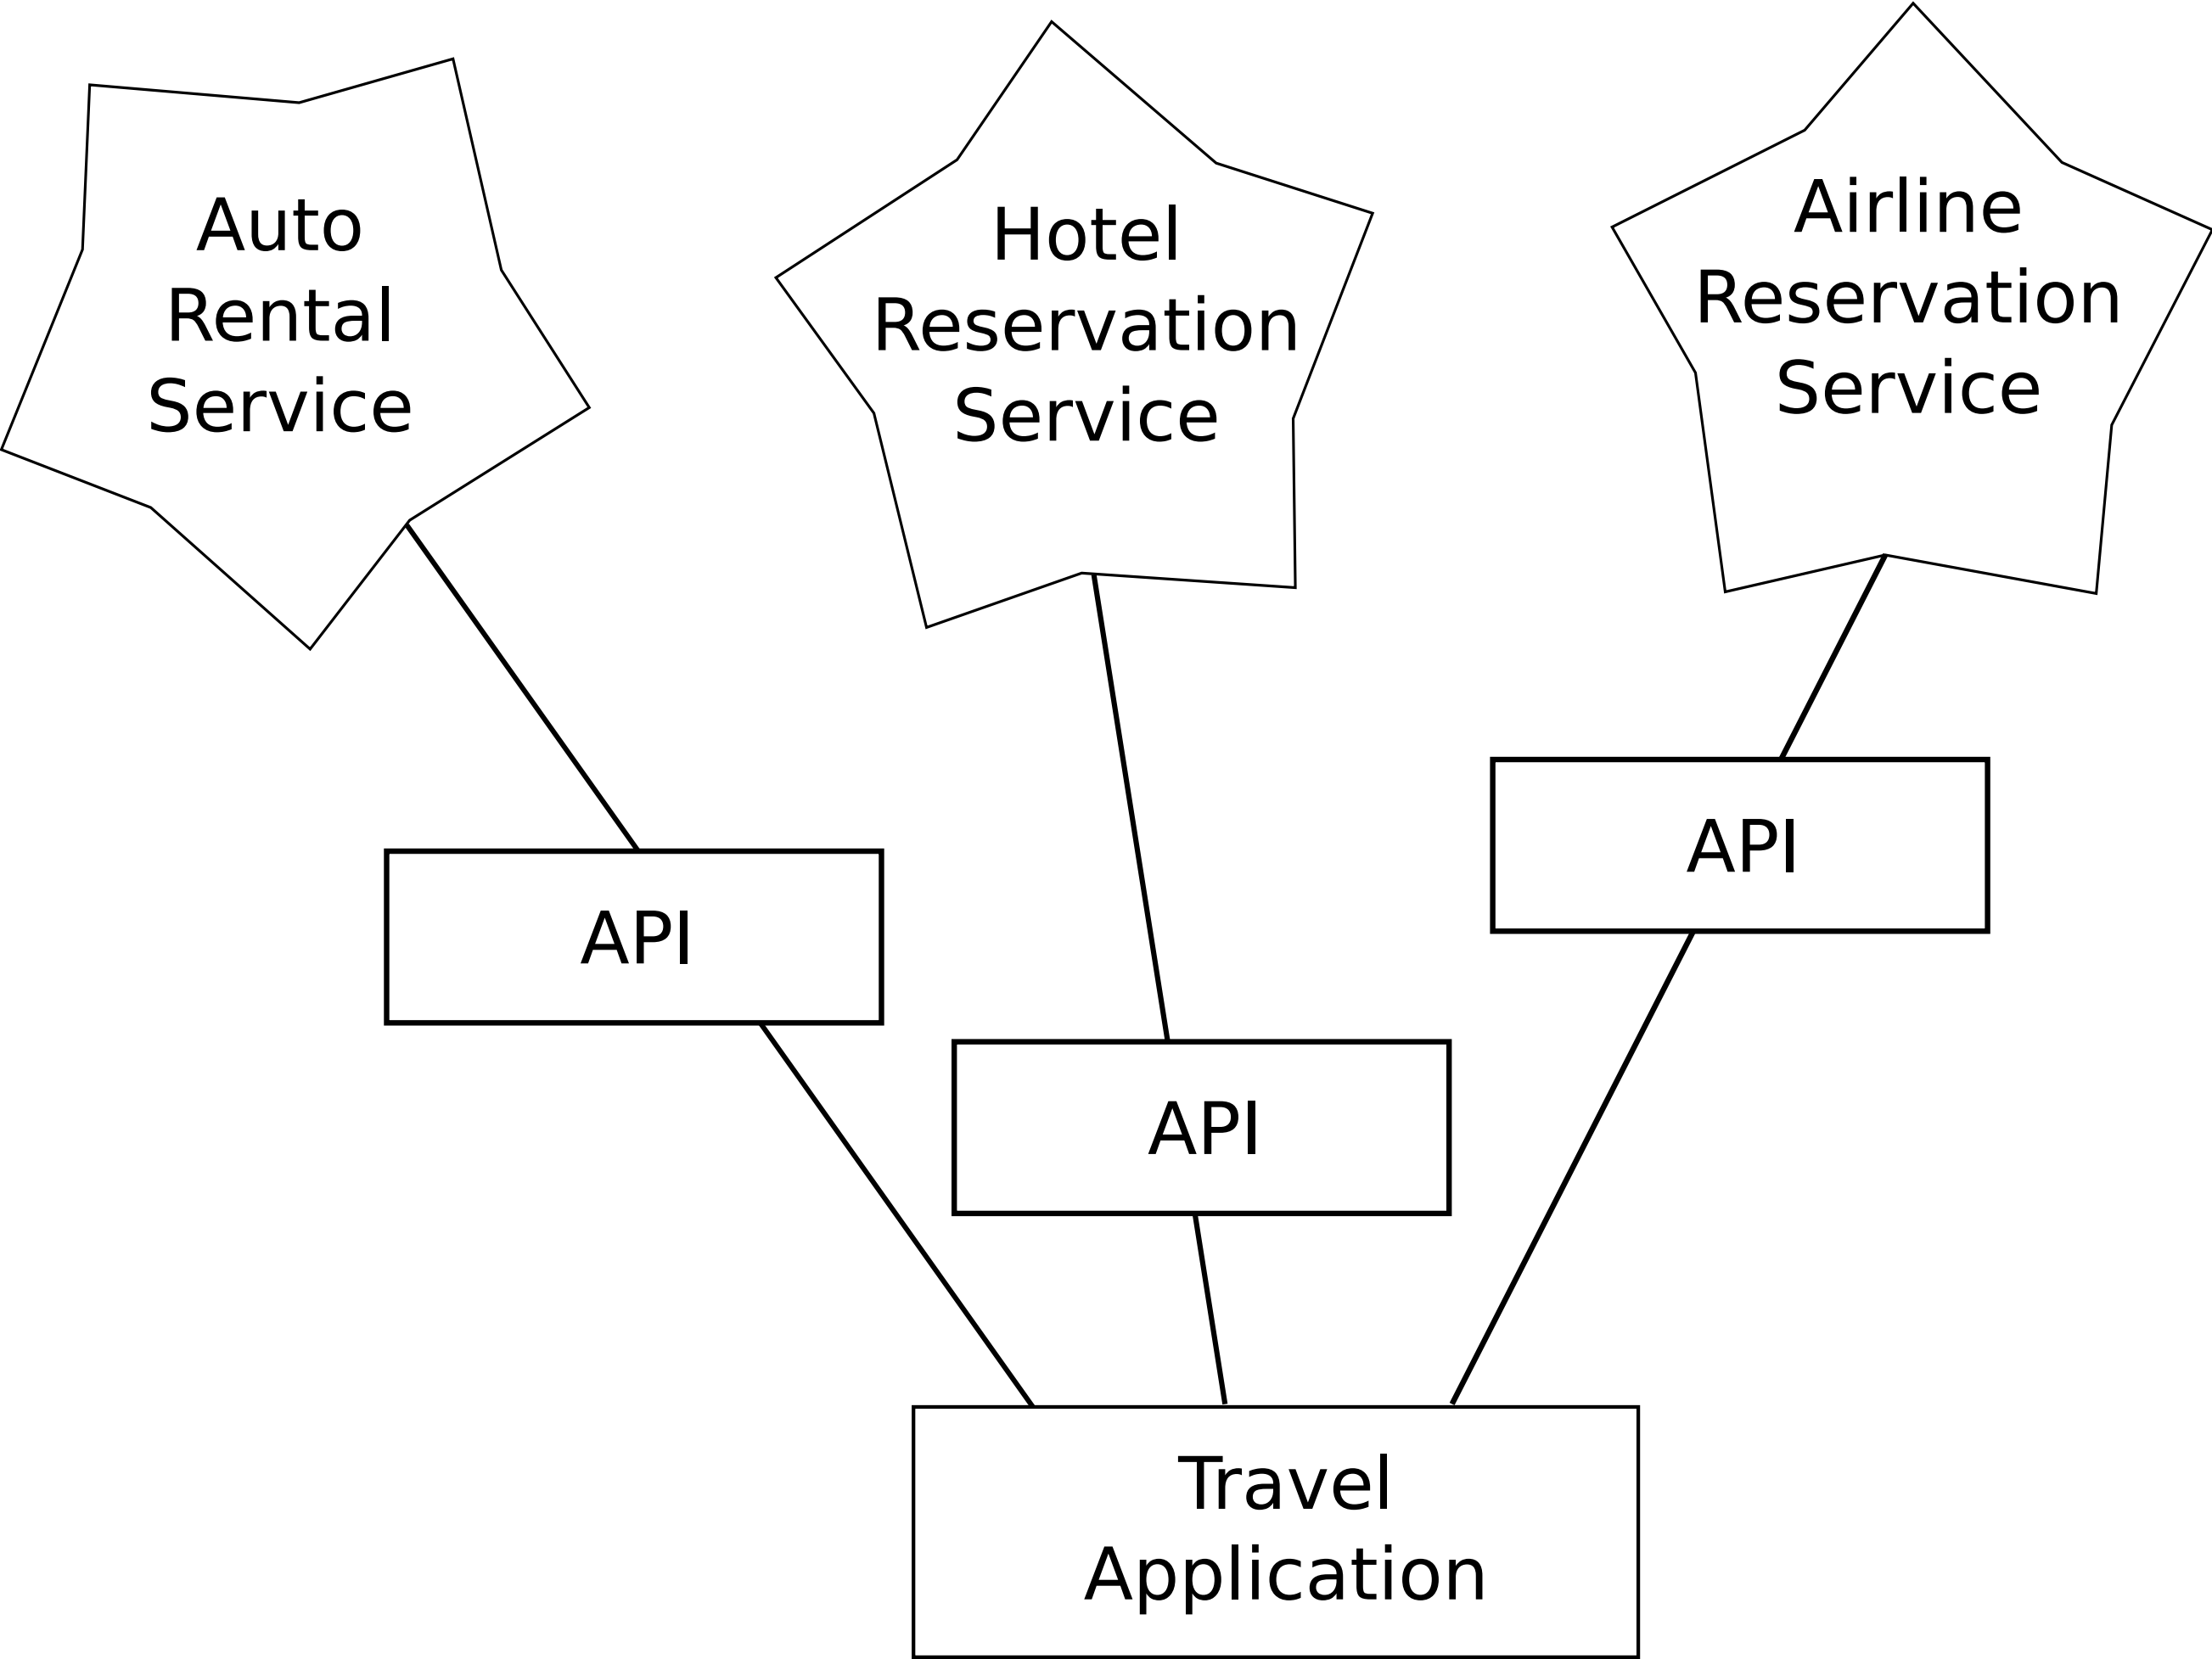 Auto
Rental
Service
Hotel
Reservation
Service
Airline
Reservation
Service
API
API
API
Travel
Application